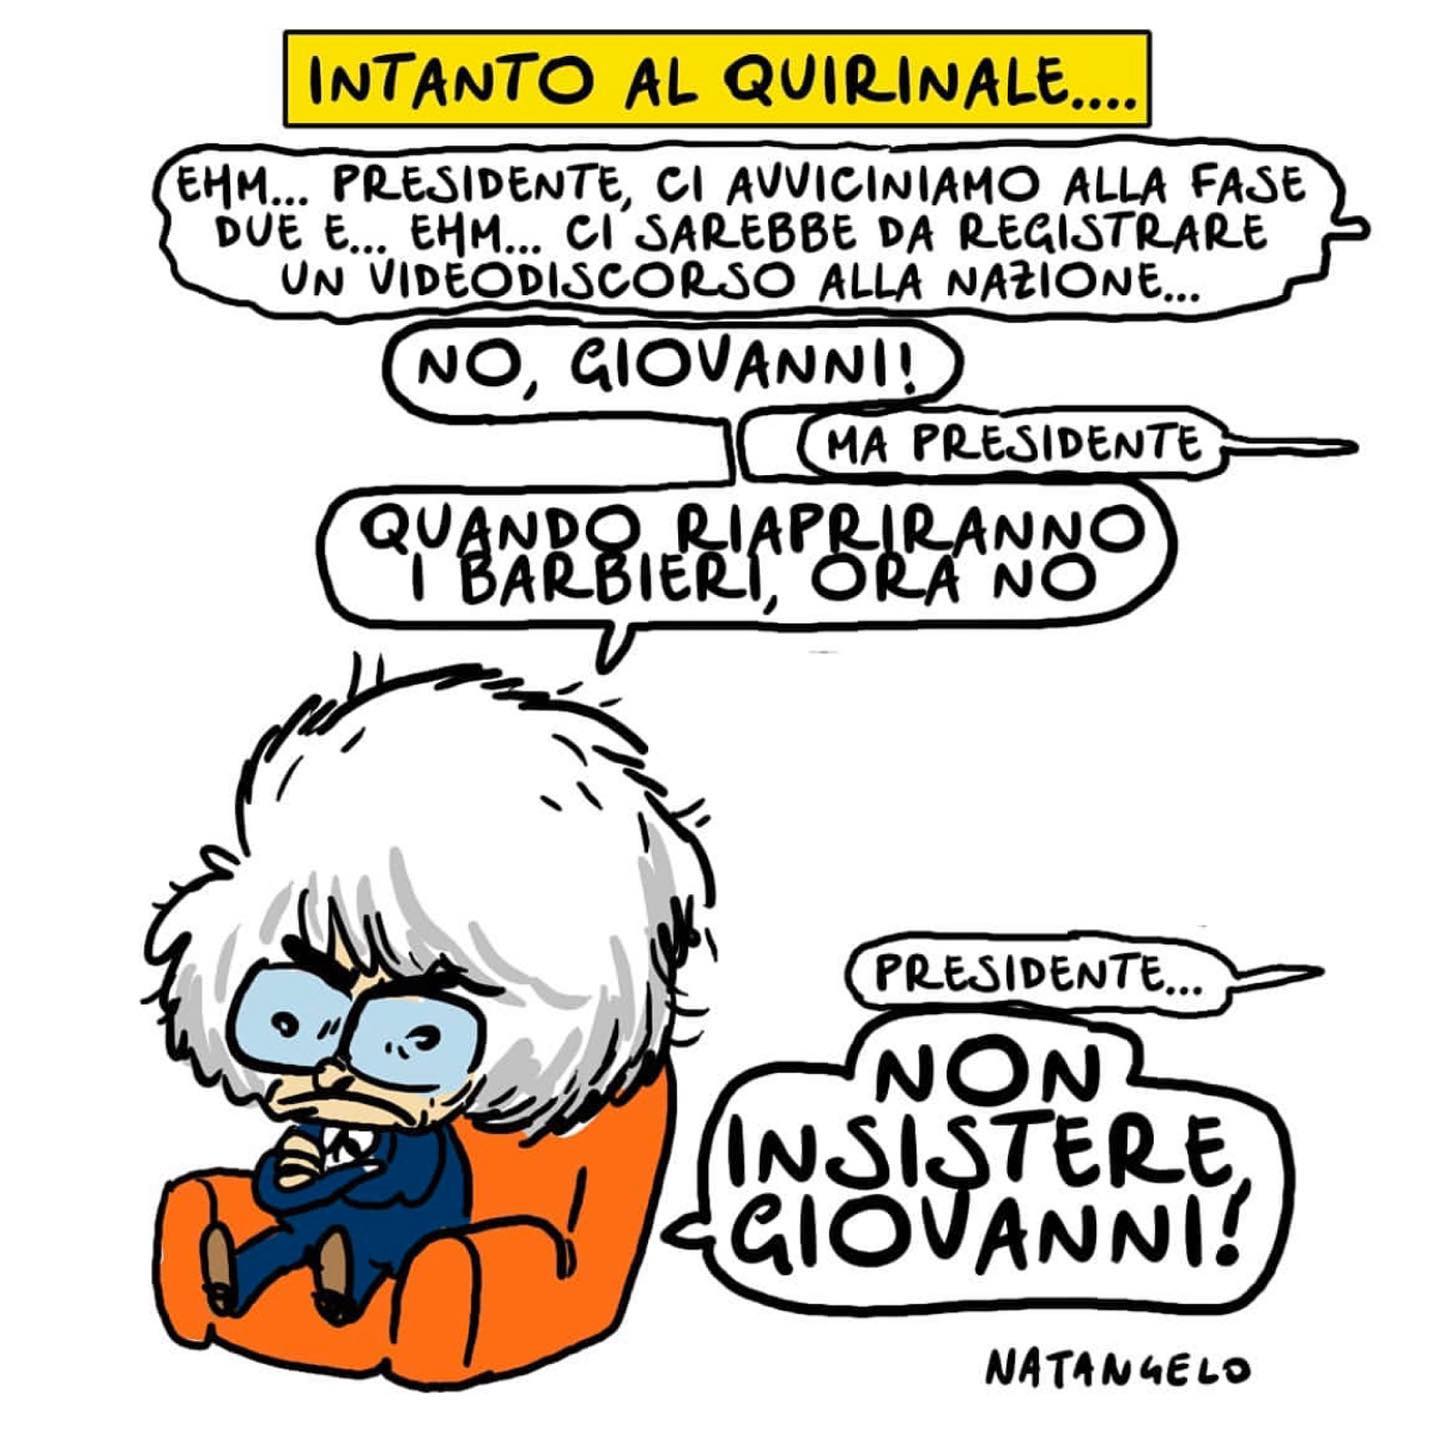 INTANTO AL QUIRINALE....
EHM... PRESIDENTE, CI AVVICINIAMO ALLA FASE
DUE E... EHM... CI SAREBBE DA REGISTRARE
UN VIDEODISCORSO ALLA NAZIONE...
NO, GIOVANNI!
MA PRESIDENTE
QUANDO RIAPRIRANNO
I BARBIERI, ORA NO
PRESIDENTE...
NON
INSISTERE,
GIOVANNI!
NATANGELO